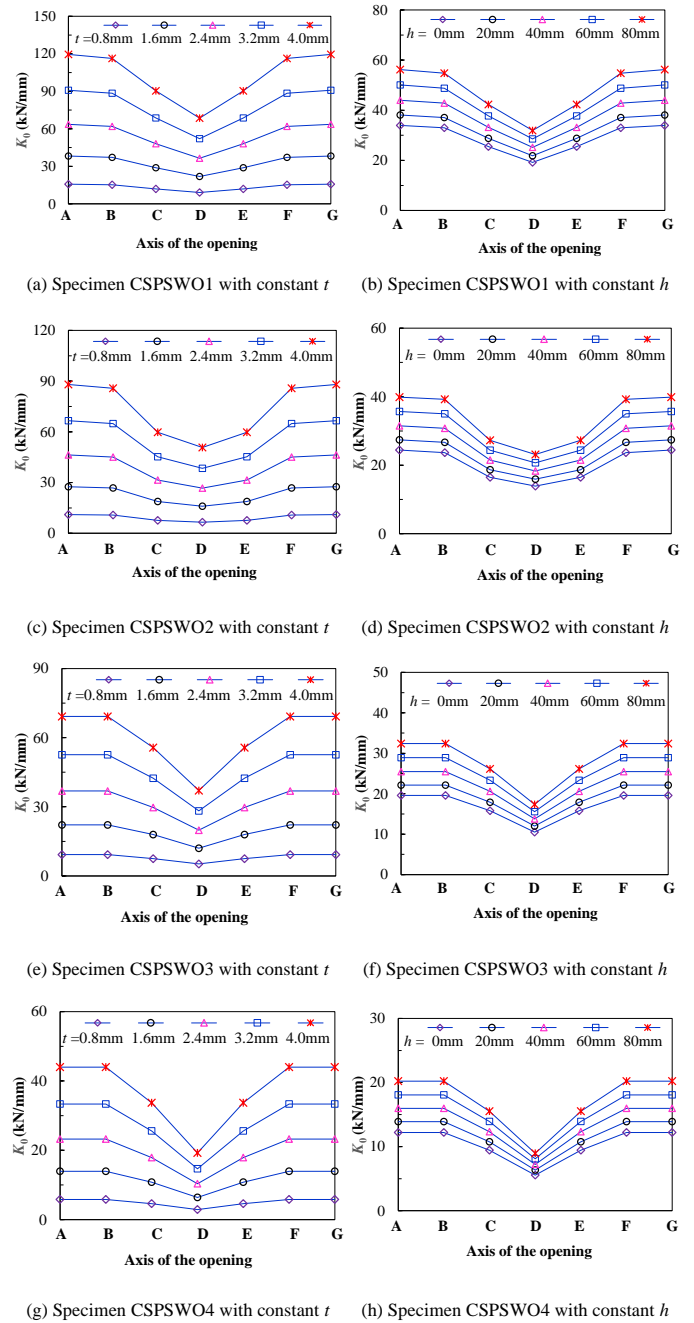 150
120
90
60
30
0
K0 (kN/mm)
t =0.8mm 1.6mm 2.4mm 3.2mm 4.0mm
A B C D E F G
Axis of the opening
(a) Specimen CSPSWO1 with constant t
80
60
40
20
0
K0 (kN/mm)
h = 0mm 20mm 40mm 60mm 80mm
A B C D E F G
Axis of the opening
(b) Specimen CSPSWO1 with constant h
120
90
60
30
0
K0 (kN/mm)
t =0.8mm 1.6mm 2.4mm 3.2mm 4.0mm
A B C D E F G
Axis of the opening
(c) Specimen CSPSWO2 with constant t
60
40
20
0
K0 (kN/mm)
h = 0mm 20mm 40mm 60mm 80mm
A B C D E F G
Axis of the opening
(d) Specimen CSPSWO2 with constant h
90
60
30
0
K0 (kN/mm)
t =0.8mm 1.6mm 2.4mm 3.2mm 4.0mm
A B C D E F G
Axis of the opening
(e) Specimen CSPSWO3 with constant t
50
40
30
20
10
0
K0 (kN/mm)
h = 0mm 20mm 40mm 60mm 80mm
A B C D E F G
Axis of the opening
(f) Specimen CSPSWO3 with constant h
60
40
20
0
K0 (kN/mm)
t =0.8mm 1.6mm 2.4mm 3.2mm 4.0mm
A B C D E F G
Axis of the opening
(g) Specimen CSPSWO4 with constant t
30
20
10
0
K0 (kN/mm)
h = 0mm 20mm 40mm 60mm 80mm
A B C D E F G
Axis of the opening
(h) Specimen CSPSWO4 with constant h